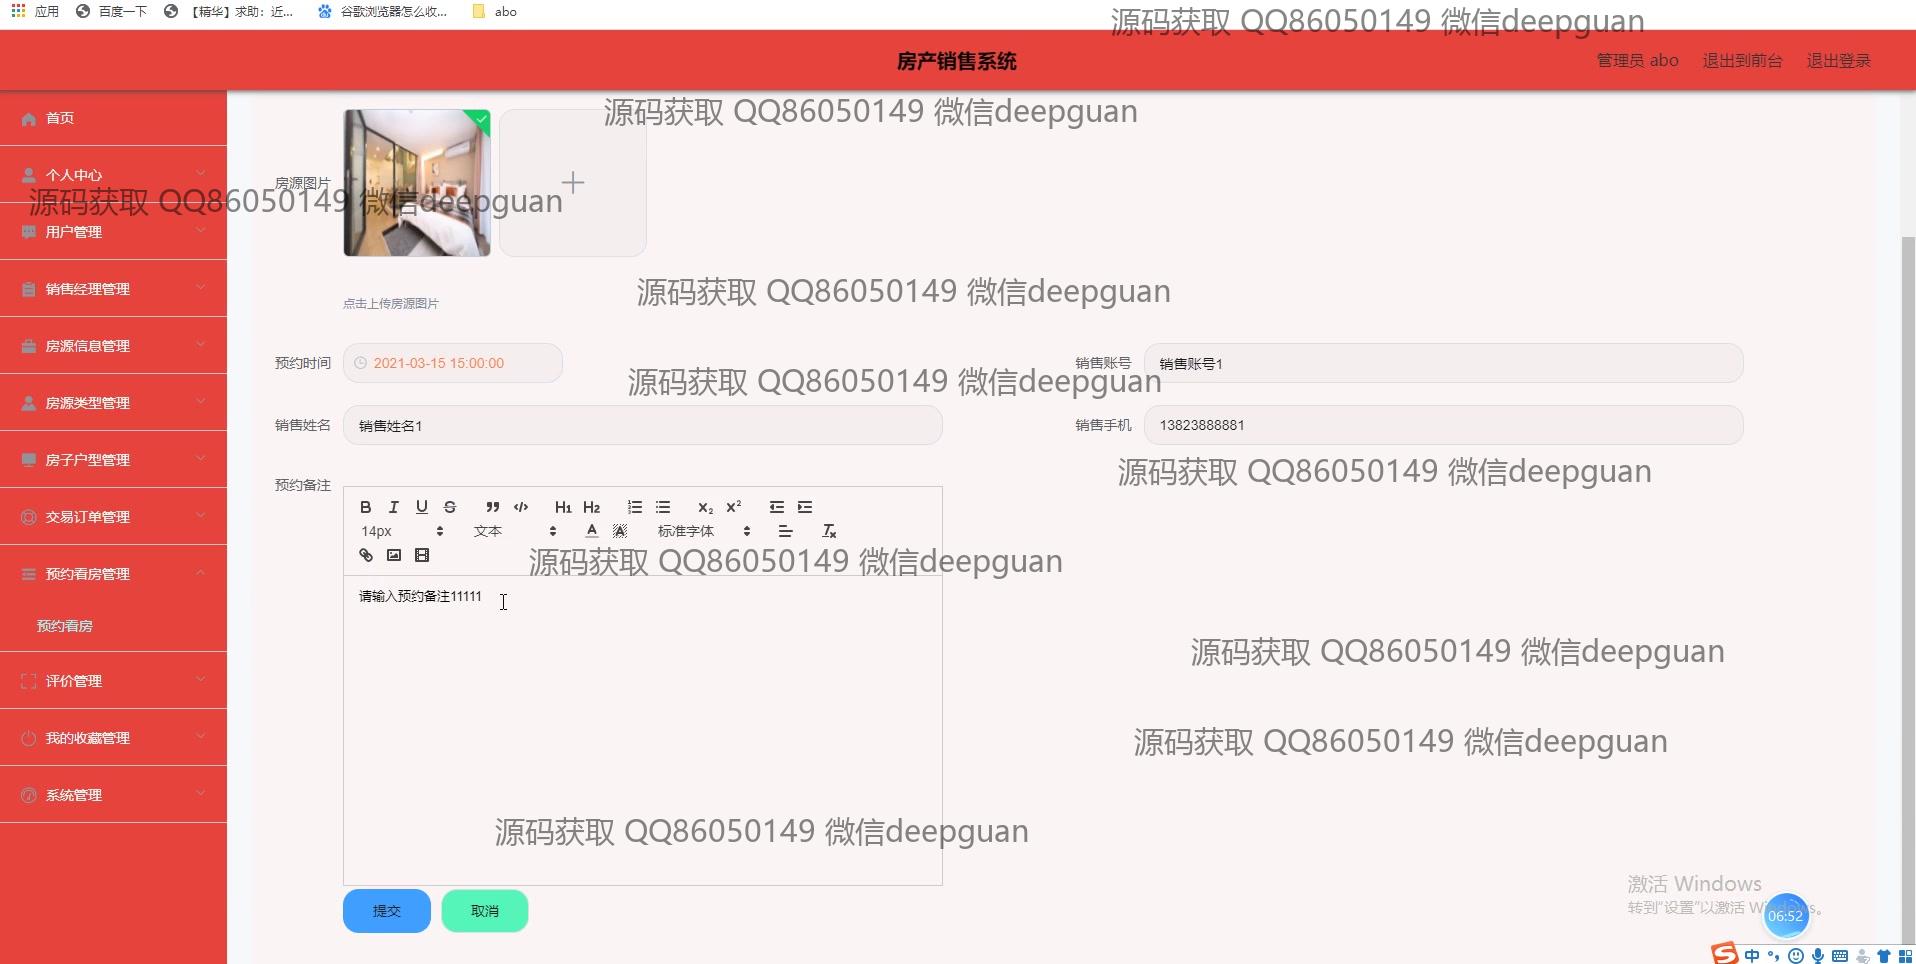 应用 百度一下 【精华】求助：近... 谷歌浏览器怎么收... abo
源码获取 QQ86050149 微信deepguan
房产销售系统
管理员 abo 退出到前台 退出登录
首页
个人中心
用户管理
销售经理管理
房源信息管理
房源类型管理
房子户型管理
交易订单管理
预约看房管理
预约看房
评价管理
我的收藏管理
系统管理
源码获取 QQ86050149 微信deepguan
房源图片
源码获取 QQ86050149 微信deepguan
源码获取 QQ86050149 微信deepguan
点击上传房源图片
预约时间 2021-03-15 15:00:00 销售账号 销售账号1
源码获取 QQ86050149 微信deepguan
销售姓名 销售姓名1 销售手机 13823888881
源码获取 QQ86050149 微信deepguan
预约备注
B I U S H1 H2 X2 X2
14px 文本 A A 标准字体 Tx
源码获取 QQ86050149 微信deepguan
请输入预约备注11111
源码获取 QQ86050149 微信deepguan
源码获取 QQ86050149 微信deepguan
源码获取 QQ86050149 微信deepguan
提交 取消
激活 Windows
转到"设置"以激活 Windows。
06:52
中